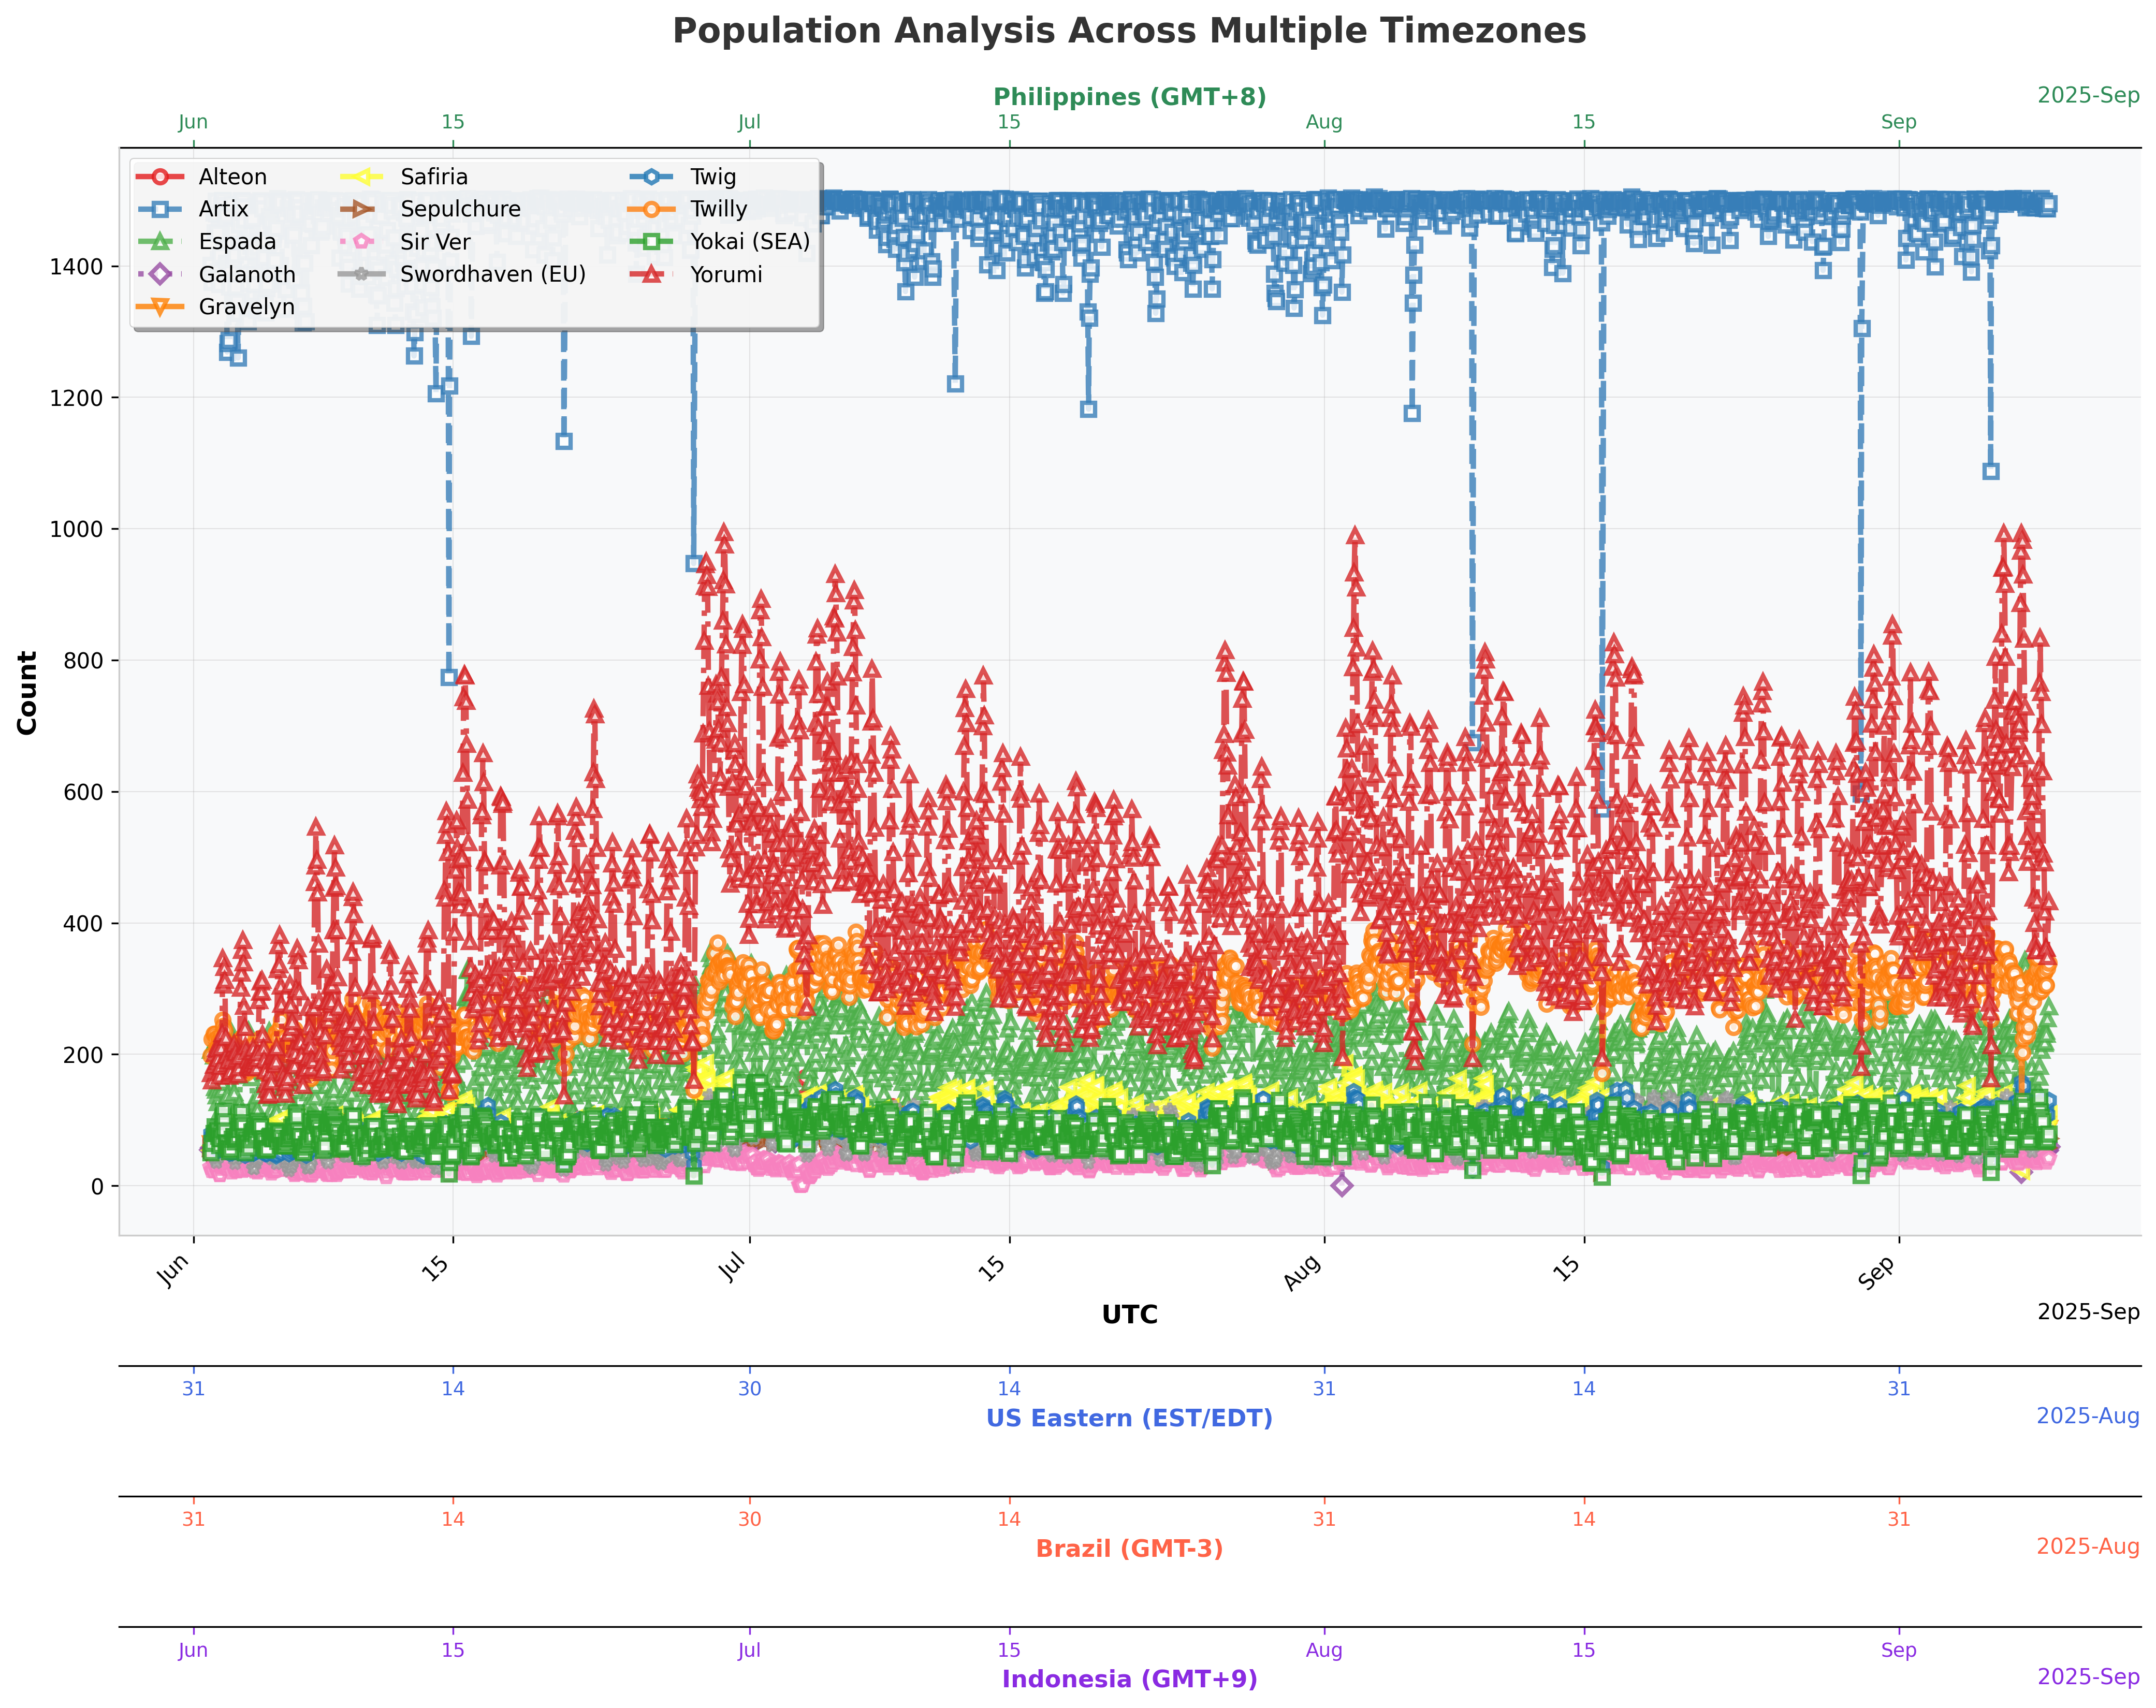 Population Analysis Across Multiple Timezones
Philippines (GMT+8)
2025-Sep
Jun 15 Jul 15 Aug 15 Sep
Alteon Safiria Twig
Artix Sepulchure Twilly
Espada Sir Ver Yokai (SEA)
Galanoth Swordhaven (EU) Yorumi
Gravelyn
1400
1200
1000
800
600
400
200
0
Count
Jun 15 Jul 15 Aug 15 Sep
UTC
2025-Sep
31 14 30 14 31 14 31
US Eastern (EST/EDT)
2025-Aug
31 14 30 14 31 14 31
Brazil (GMT-3)
2025-Aug
Jun 15 Jul 15 Aug 15 Sep
Indonesia (GMT+9)
2025-Sep